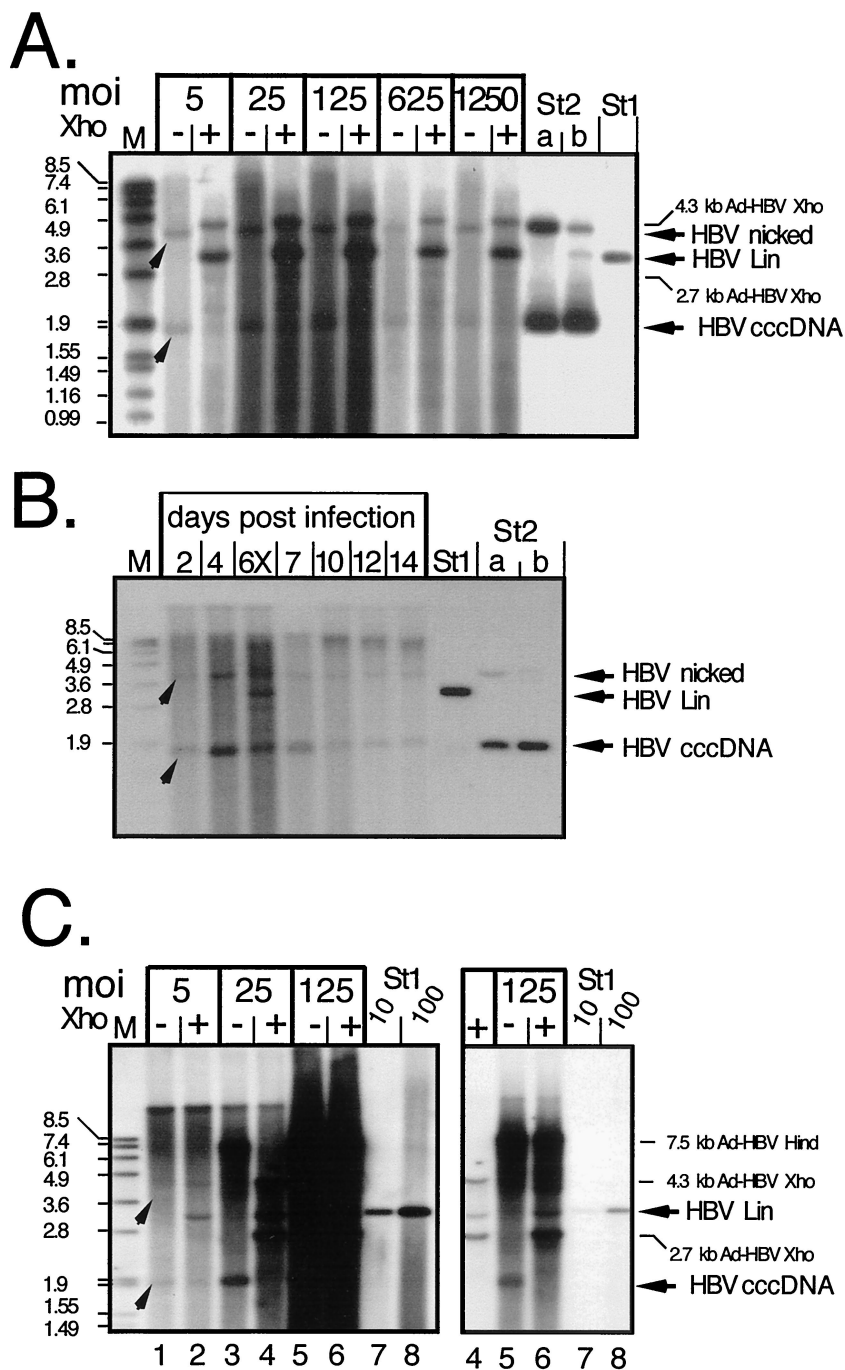 A.
moi 5 25 125 625 1250 St2 St1
Xho M - + - + - + - + - + a b
8.5
7.4
6.1
4.9
3.6
2.8
1.9
1.55
1.49
1.16
0.99
4.3 kb Ad-HBV Xho
HBV nicked
HBV Lin
2.7 kb Ad-HBV Xho
HBV cccDNA
B.
days post infection
St2
M 2 4 6X 7 10 12 14 St1 a b
8.5
6.1
4.9
3.6
2.8
1.9
HBV nicked
HBV Lin
HBV cccDNA
C.
moi 5 25 125 St1 125 St1
Xho M - + - + - + 10 100 + - + 10 100
8.5
7.4
6.1
4.9
3.6
2.8
1.9
1.55
1.49
7.5 kb Ad-HBV Hind
4.3 kb Ad-HBV Xho
HBV Lin
2.7 kb Ad-HBV Xho
HBV cccDNA
1 2 3 4 5 6 7 8 4 5 6 7 8